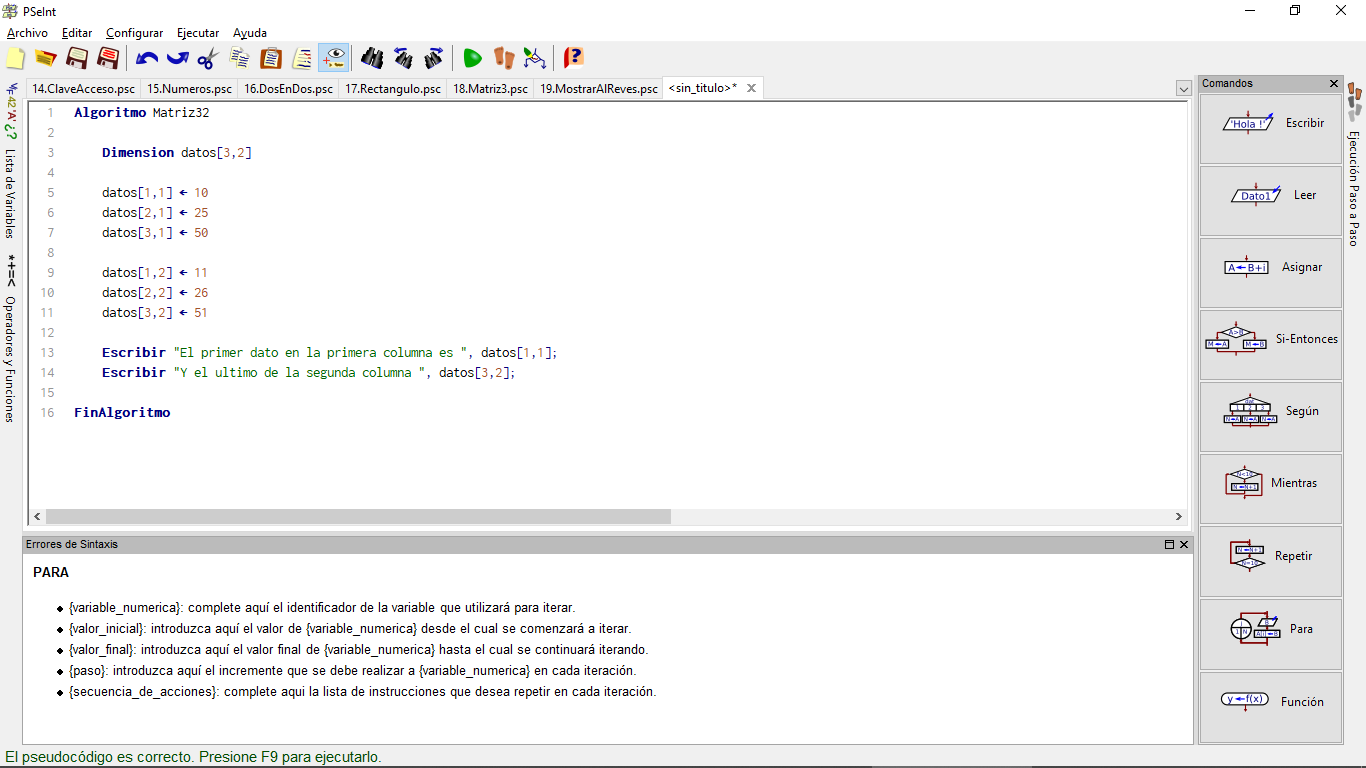 PSeInt
Archivo Editar Configurar Ejecutar Ayuda
14.ClaveAcceso.psc 15.Numeros.psc 16.DosEnDos.psc 17.Rectangulo.psc 18.Matriz3.psc 19.MostrarAlReves.psc <sin_titulo>*
Lista de Variables
*+=<
Operadores y Funciones
1 Algoritmo Matriz32
2
3 Dimension datos[3,2]
4
5 datos[1,1] ← 10
6 datos[2,1] ← 25
7 datos[3,1] ← 50
8
9 datos[1,2] ← 11
10 datos[2,2] ← 26
11 datos[3,2] ← 51
12
13 Escribir "El primer dato en la primera columna es ", datos[1,1];
14 Escribir "Y el ultimo de la segunda columna ", datos[3,2];
15
16 FinAlgoritmo
Errores de Sintaxis
PARA
{variable_numerica}: complete aquí el identificador de la variable que utilizará para iterar.
{valor_inicial}: introduzca aquí el valor de {variable_numerica} desde el cual se comenzará a iterar.
{valor_final}: introduzca aquí el valor final de {variable_numerica} hasta el cual se continuará iterando.
{paso}: introduzca aquí el incremente que se debe realizar a {variable_numerica} en cada iteración.
{secuencia_de_acciones}: complete aqui la lista de instrucciones que desea repetir en cada iteración.
El pseudocódigo es correcto. Presione F9 para ejecutarlo.
Comandos
'Hola !' Escribir
Dato1 Leer
A←B+i Asignar
A>B M←A M←B Si-Entonces
Según
Mientras
Repetir
Para
y←f(x) Función
Ejecución Paso a Paso